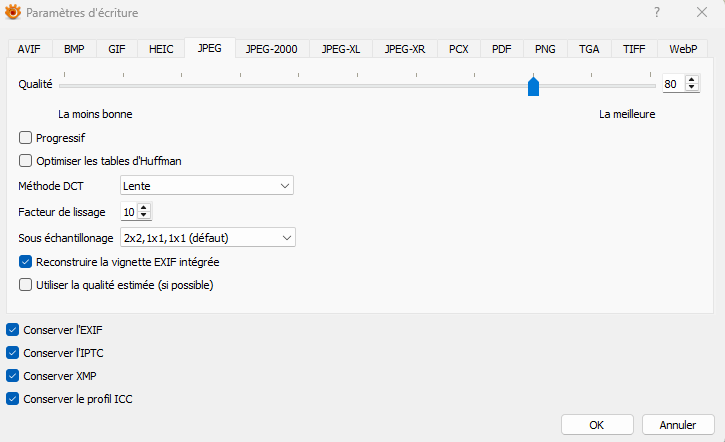 Paramètres d'écriture
AVIF BMP GIF HEIC JPEG JPEG-2000 JPEG-XL JPEG-XR PCX PDF PNG TGA TIFF WebP
Qualité 80
La moins bonne La meilleure
Progressif
Optimiser les tables d'Huffman
Méthode DCT Lente
Facteur de lissage 10
Sous échantillonage 2x2,1x1,1x1 (défaut)
Reconstruire la vignette EXIF intégrée
Utiliser la qualité estimée (si possible)
Conserver l'EXIF
Conserver l'IPTC
Conserver XMP
Conserver le profil ICC
OK Annuler